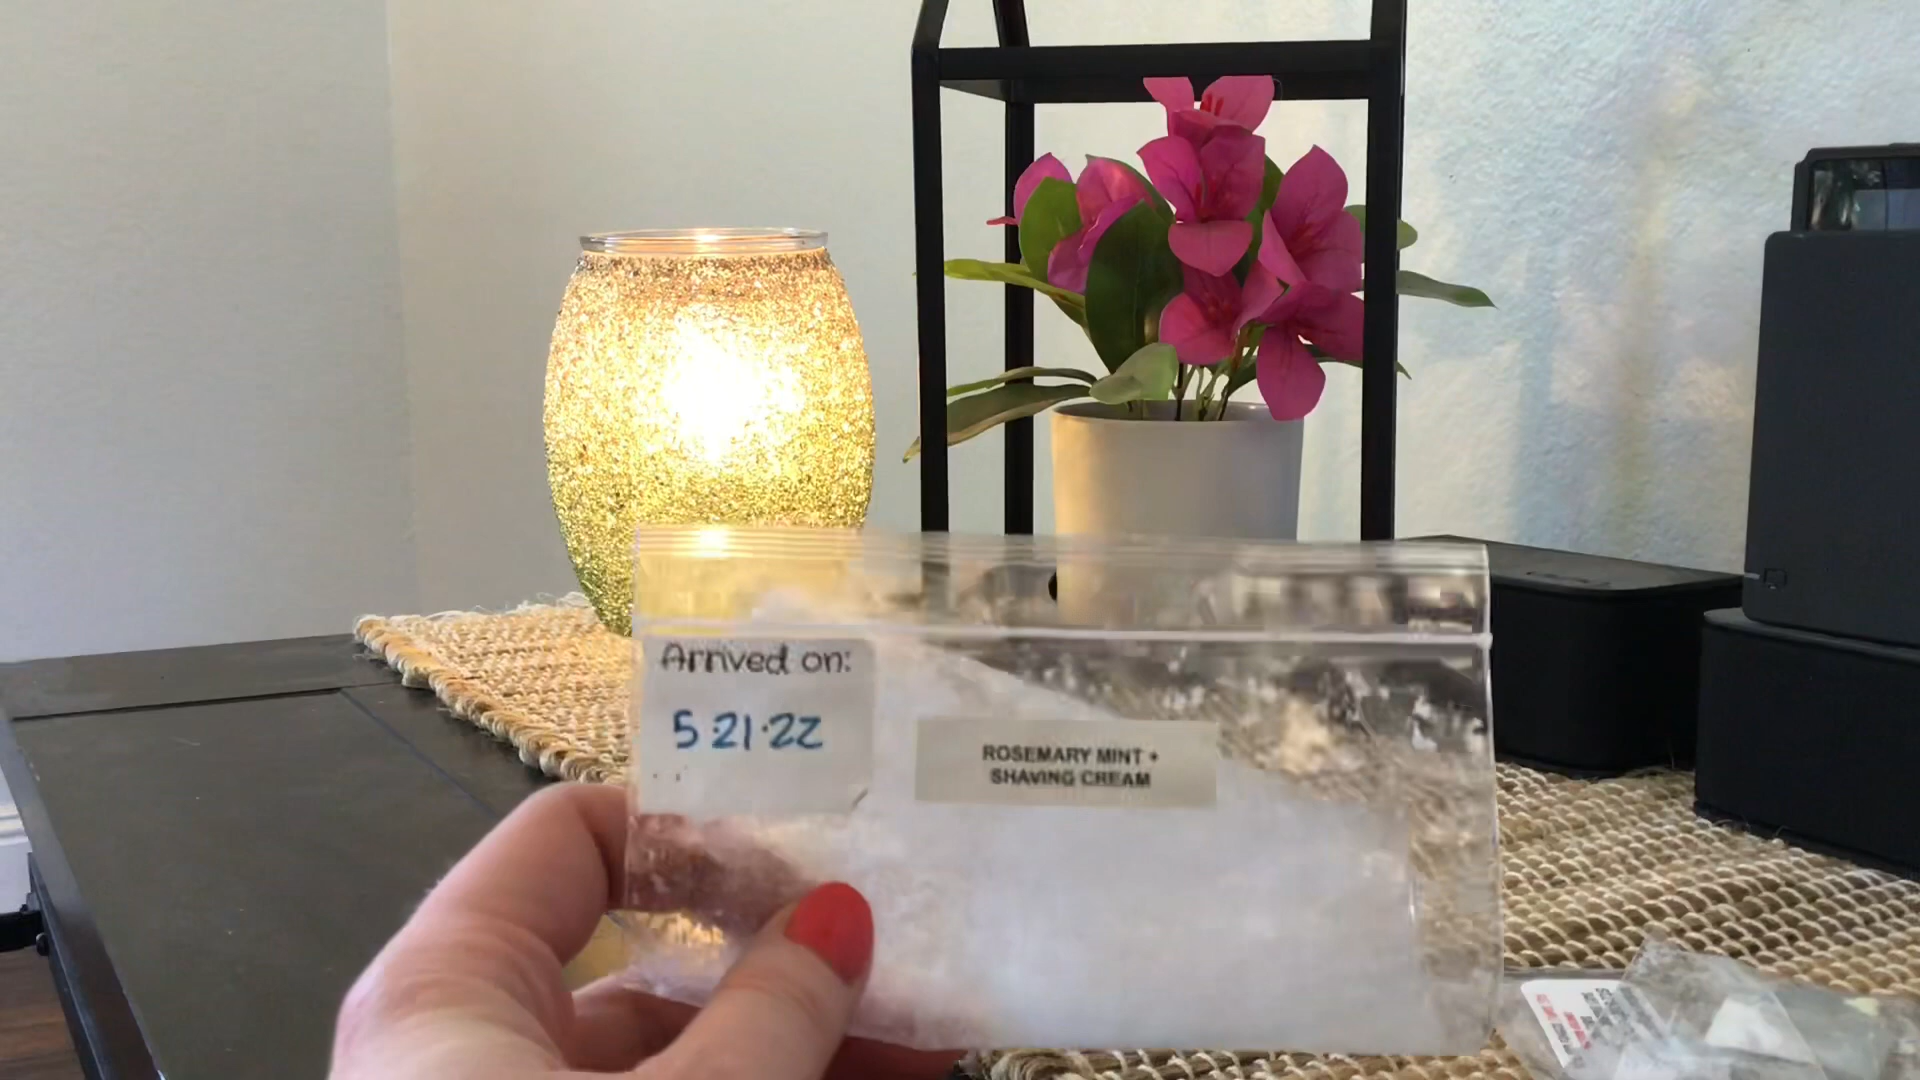 Arrived on:
5.21.22
ROSEMARY MINT +
SHAVING CREAM